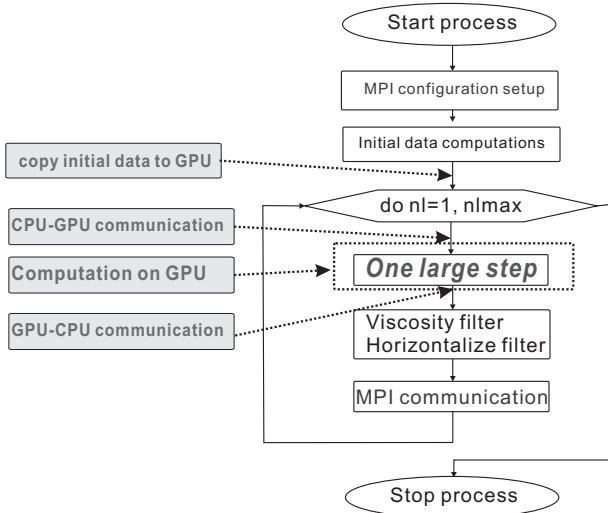 Start process
MPI configuration setup
Initial data computations
copy initial data to GPU
do nl=1, nlmax
CPU-GPU communication
One large step
Computation on GPU
GPU-CPU communication
Viscosity filter
Horizontalize filter
MPI communication
Stop process